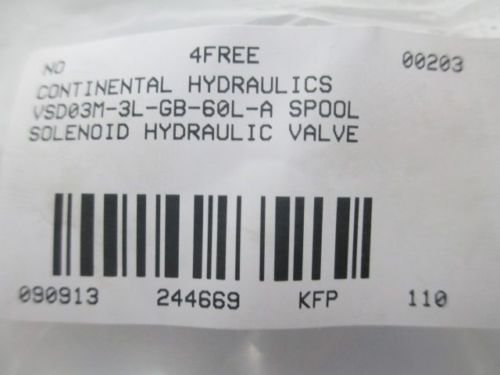 NO 4FREE 00203
CONTINENTAL HYDRAULICS
VSD03M-3L-GB-60L-A SPOOL
SOLENOID HYDRAULIC VALVE
090913 244669 KFP 110